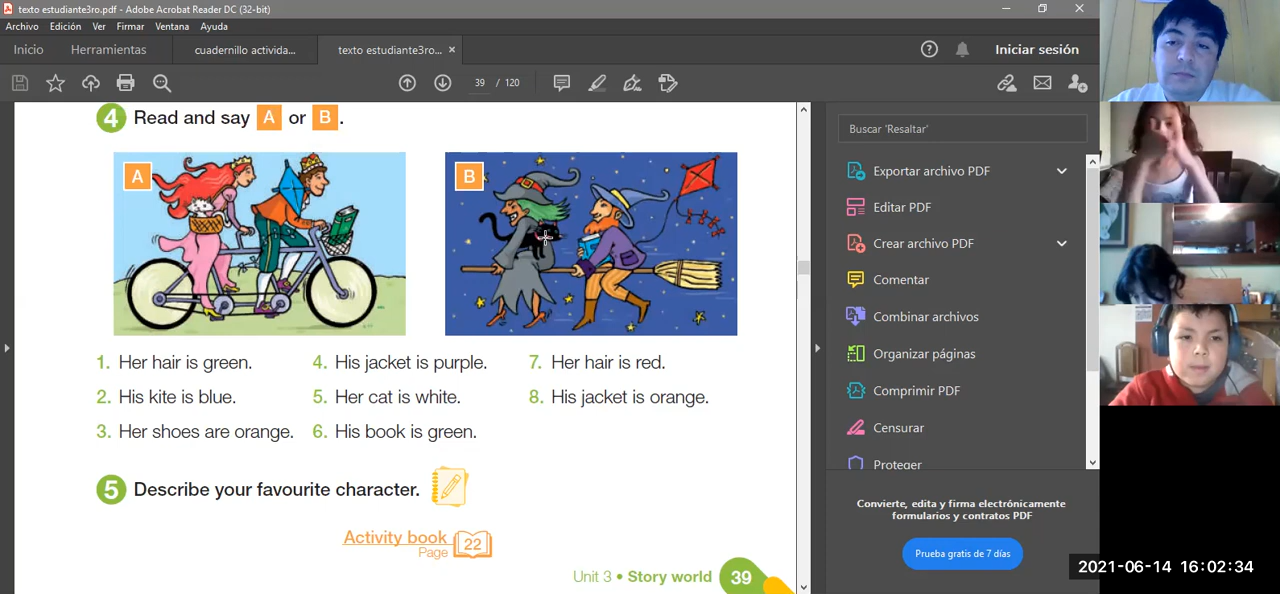 texto estudiante3ro.pdf - Adobe Acrobat Reader DC (32-bit)
Archivo Edición Ver Firmar Ventana Ayuda
Inicio Herramientas cuadernillo activida... texto estudiante3ro... × Iniciar sesión
39 / 120
4 Read and say A or B.
A
B
1. Her hair is green. 4. His jacket is purple. 7. Her hair is red.
2. His kite is blue. 5. Her cat is white. 8. His jacket is orange.
3. Her shoes are orange. 6. His book is green.
5 Describe your favourite character.
Activity book
Page 22
Unit 3 • Story world 39
Buscar 'Resaltar'
Exportar archivo PDF
Editar PDF
Crear archivo PDF
Comentar
Combinar archivos
Organizar páginas
Comprimir PDF
Censurar
Proteger
Convierte, edita y firma electrónicamente
formularios y contratos PDF
Prueba gratis de 7 días
2021-06-14 16:02:34